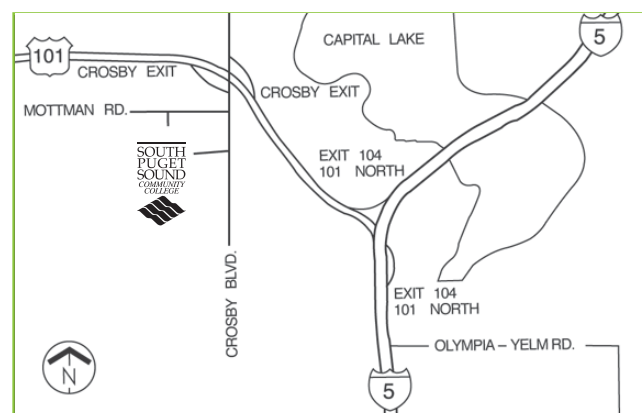 CAPITAL LAKE
5
101
CROSBY EXIT
CROSBY EXIT
MOTTMAN RD.
SOUTH
PUGET
SOUND
COMMUNITY
COLLEGE
EXIT 104
101 NORTH
CROSBY BLVD.
EXIT 104
101 NORTH
OLYMPIA – YELM RD.
N
5